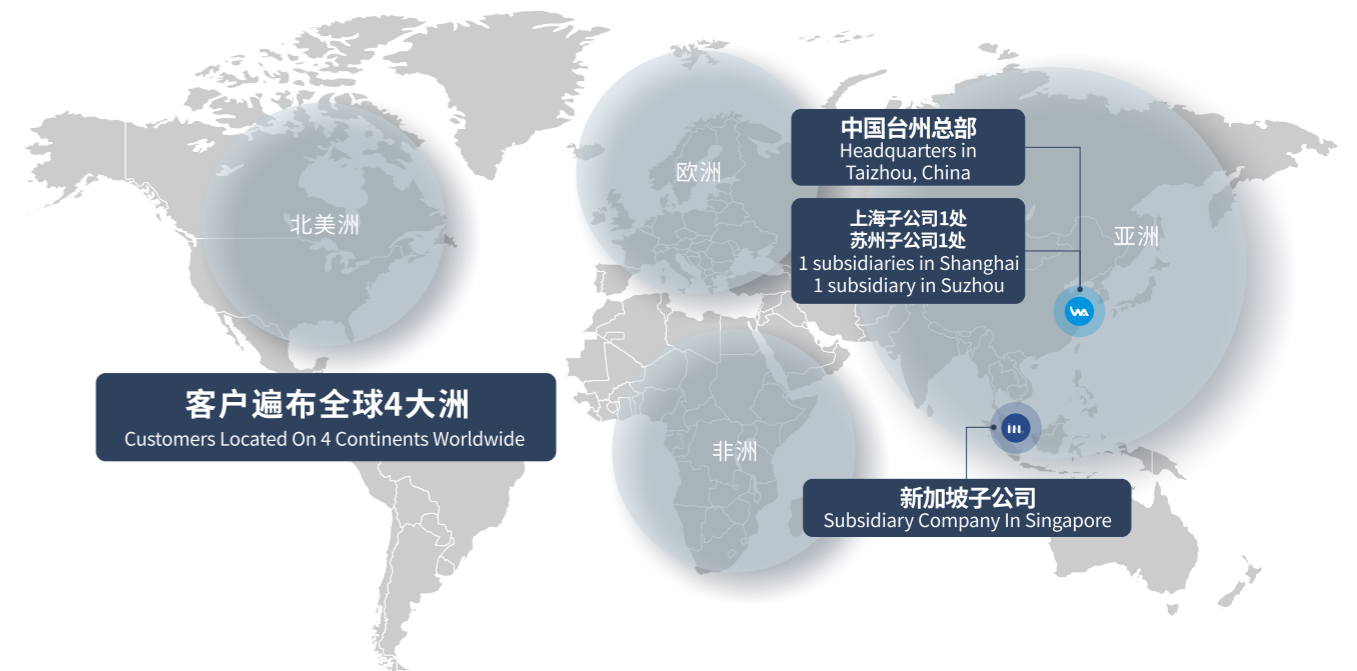 中国台州总部
Headquarters in
Taizhou, China
欧洲
上海子公司1处
苏州子公司1处
1 subsidiaries in Shanghai
1 subsidiary in Suzhou
北美洲
亚洲
客户遍布全球4大洲
Customers Located On 4 Continents Worldwide
非洲
新加坡子公司
Subsidiary Company In Singapore